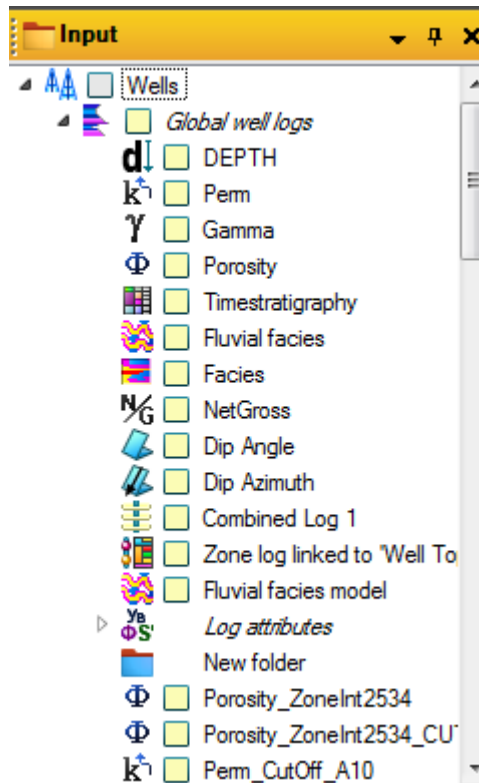 Input
Wells
Global well logs
d DEPTH
k Perm
γ Gamma
Φ Porosity
Timestratigraphy
Fluvial facies
Facies
N/G NetGross
Dip Angle
Dip Azimuth
Combined Log 1
Zone log linked to 'Well To
Fluvial facies model
Log attributes
New folder
Φ Porosity_ZoneInt2534
Φ Porosity_ZoneInt2534_CUT
k Perm_CutOff_A10